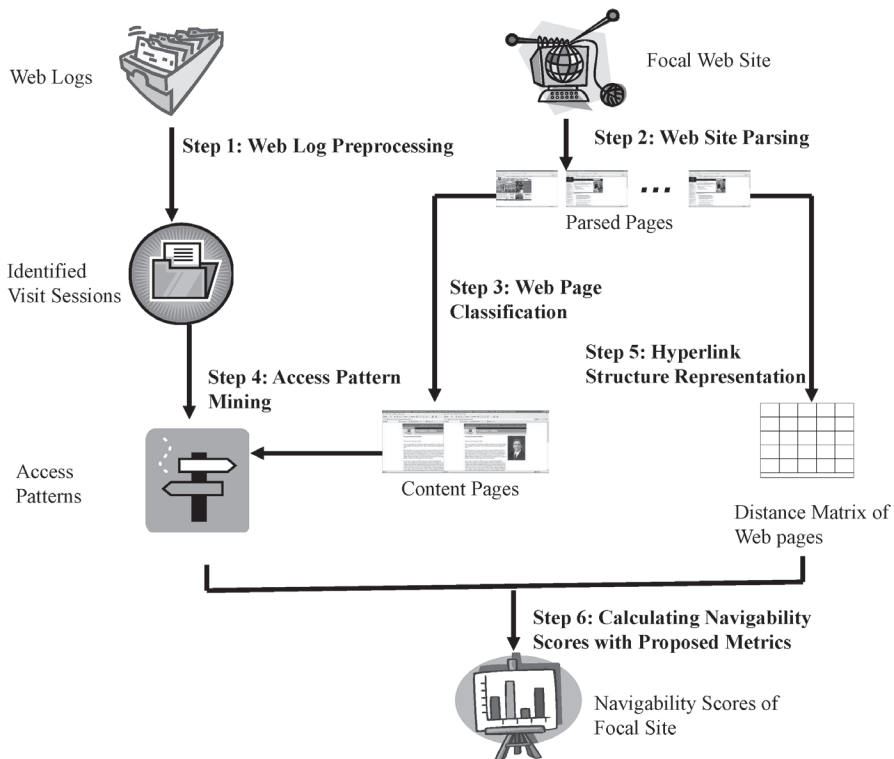 Web Logs
Focal Web Site
Step 1: Web Log Preprocessing
Step 2: Web Site Parsing
Parsed Pages
Identified
Visit Sessions
Step 3: Web Page
Classification
Step 4: Access Pattern
Mining
Step 5: Hyperlink
Structure Representation
Access
Patterns
Content Pages
Distance Matrix of
Web pages
Step 6: Calculating Navigability
Scores with Proposed Metrics
Navigability Scores of
Focal Site